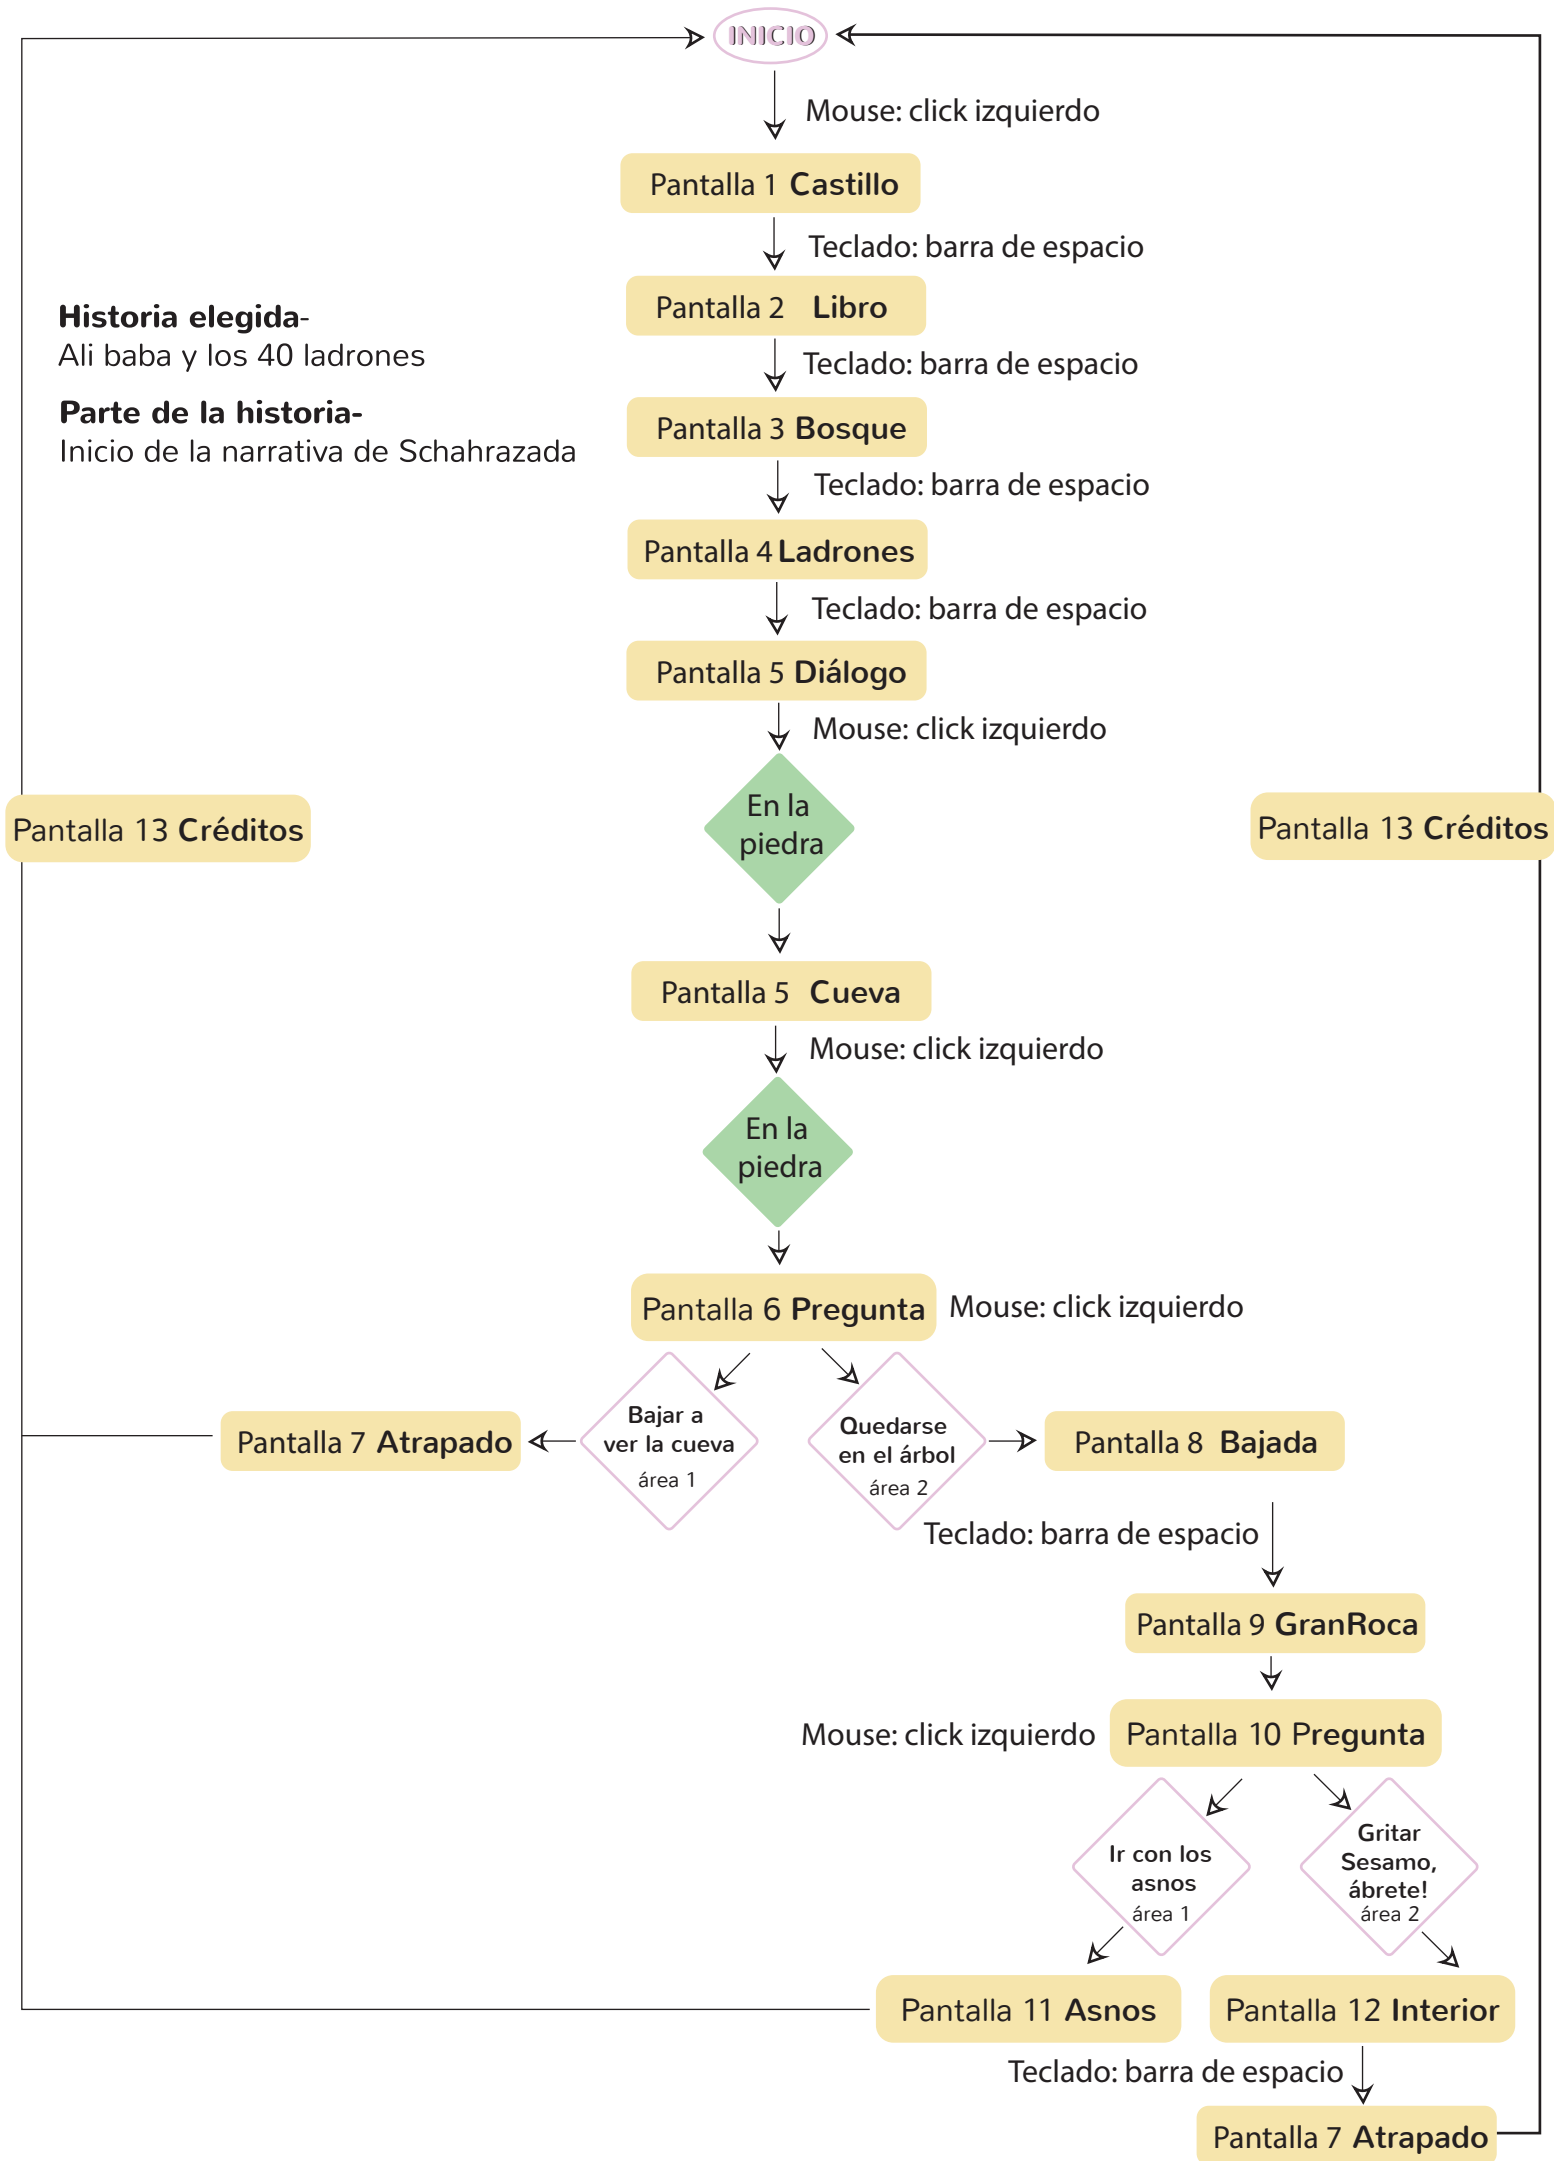 INICIO
Mouse: click izquierdo
Pantalla 1 Castillo
Teclado: barra de espacio
Pantalla 2 Libro
Historia elegida-
Ali baba y los 40 ladrones
Teclado: barra de espacio
Parte de la historia-
Inicio de la narrativa de Schahrazada
Pantalla 3 Bosque
Teclado: barra de espacio
Pantalla 4 Ladrones
Teclado: barra de espacio
Pantalla 5 Diálogo
Mouse: click izquierdo
En la
piedra
Pantalla 13 Créditos
Pantalla 13 Créditos
Pantalla 5 Cueva
Mouse: click izquierdo
En la
piedra
Pantalla 6 Pregunta
Mouse: click izquierdo
Pantalla 7 Atrapado
Bajar a
ver la cueva
área 1
Quedarse
en el árbol
área 2
Pantalla 8 Bajada
Teclado: barra de espacio
Pantalla 9 GranRoca
Mouse: click izquierdo
Pantalla 10 Pregunta
Ir con los
asnos
área 1
Gritar
Sesamo,
ábrete!
área 2
Pantalla 11 Asnos
Pantalla 12 Interior
Teclado: barra de espacio
Pantalla 7 Atrapado